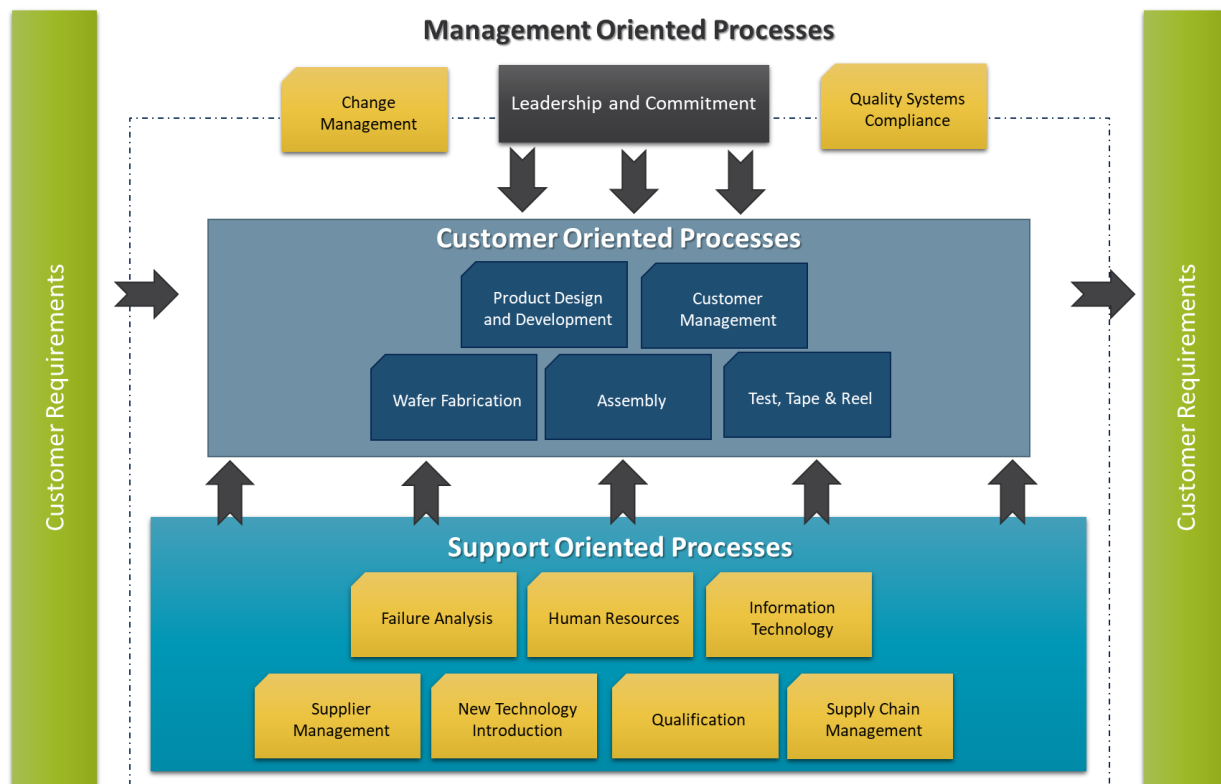 Management Oriented Processes
Change
Management
Leadership and Commitment
Quality Systems
Compliance
Customer Requirements
Customer Oriented Processes
Product Design
and Development
Customer
Management
Wafer Fabrication
Assembly
Test, Tape & Reel
Customer Requirements
Support Oriented Processes
Failure Analysis
Human Resources
Information
Technology
Supplier
Management
New Technology
Introduction
Qualification
Supply Chain
Management